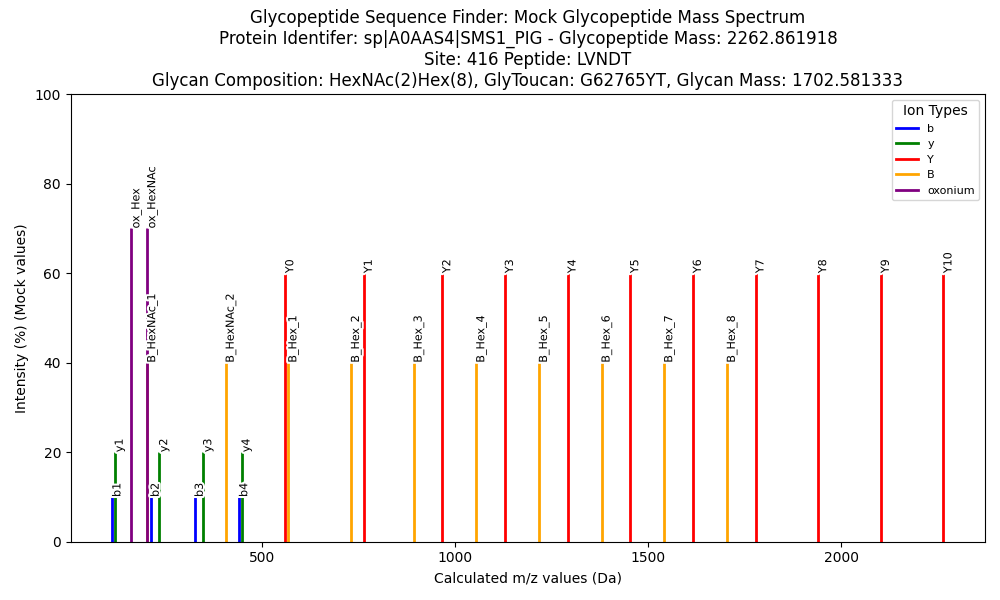 Glycopeptide Sequence Finder: Mock Glycopeptide Mass Spectrum
Protein Identifer: sp|A0AAS4|SMS1_PIG - Glycopeptide Mass: 2262.861918
Site: 416 Peptide: LVNDT
Glycan Composition: HexNAc(2)Hex(8), GlyToucan: G62765YT, Glycan Mass: 1702.581333
Intensity (%) (Mock values)
100
80
60
40
20
0
Ion Types
b
y
Y
B
oxonium
ox_Hex
ox_HexNAc
Y0
Y1
Y2
Y3
Y4
Y5
Y6
Y7
Y8
Y9
Y10
B_HexNAc_1
B_HexNAc_2
B_Hex_1
B_Hex_2
B_Hex_3
B_Hex_4
B_Hex_5
B_Hex_6
B_Hex_7
B_Hex_8
y1
y2
y3
y4
b1
b2
b3
b4
500
1000
1500
2000
Calculated m/z values (Da)